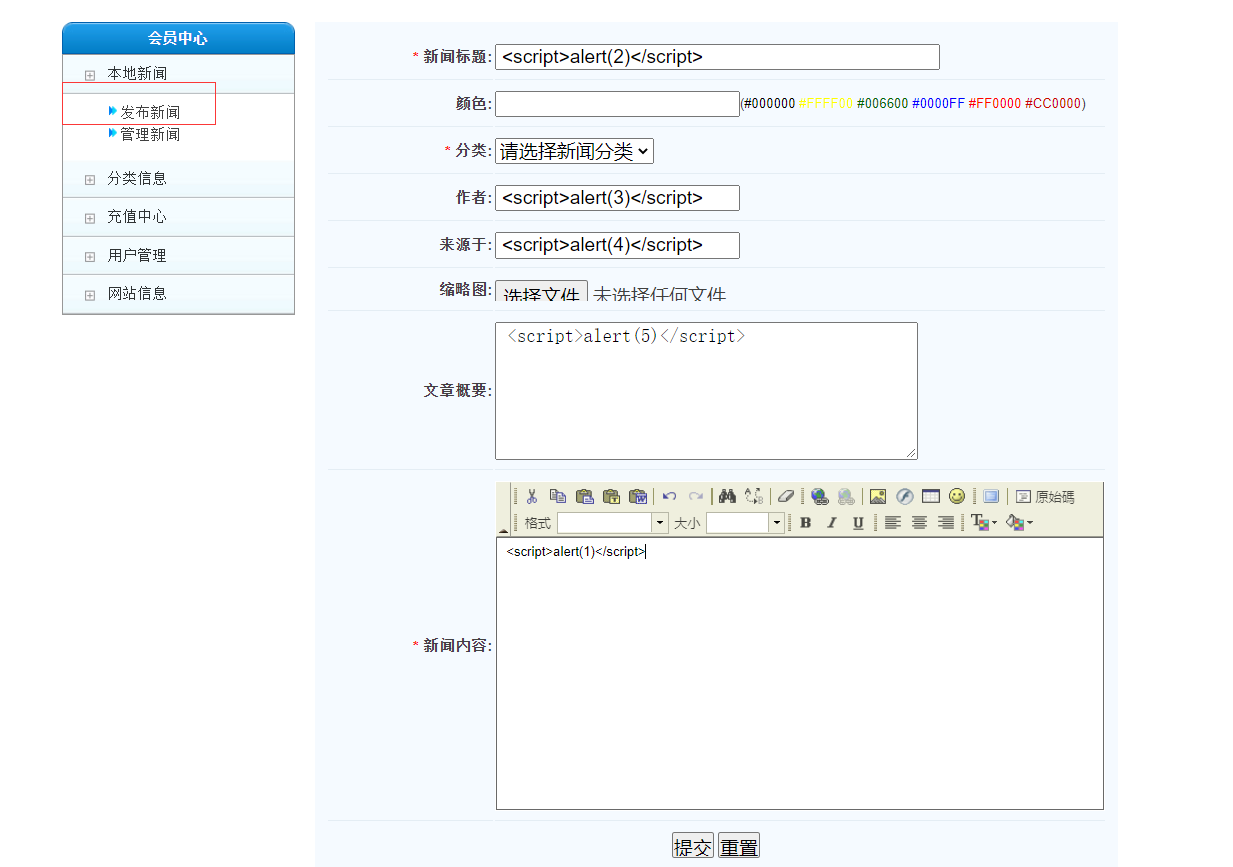 会员中心
本地新闻
发布新闻
管理新闻
分类信息
充值中心
用户管理
网站信息
* 新闻标题: <script>alert(2)</script>
颜色: (#000000 #FFFF00 #006600 #0000FF #FF0000 #CC0000)
* 分类: 请选择新闻分类
作者: <script>alert(3)</script>
来源于: <script>alert(4)</script>
缩略图: 选择文件 未选择任何文件
文章概要: <script>alert(5)</script>
原始碼
格式 大小 B I U
* 新闻内容: <script>alert(1)</script>
提交 重置